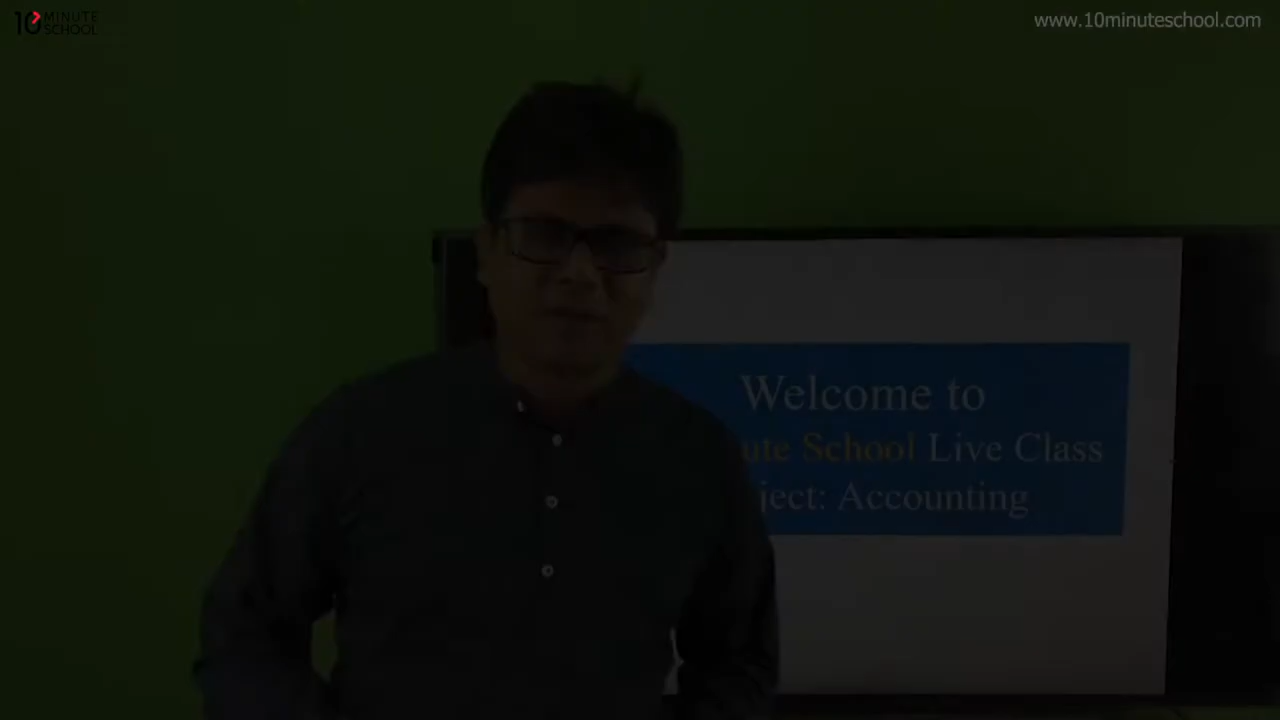 10 MINUTE
SCHOOL
www.10minuteschool.com
Welcome to
ute School Live Class
ject: Accounting